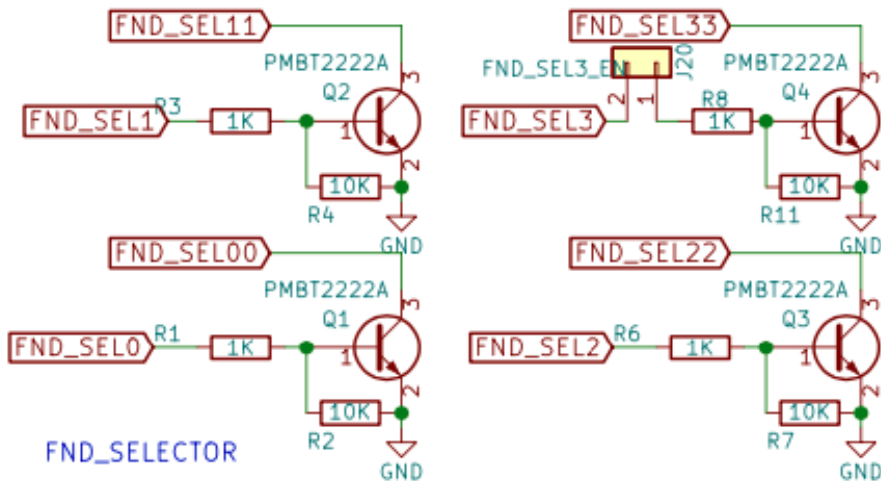 FND_SEL11
PMBT2222A
Q2
3
FND_SEL1
R3
1K
1
2
10K
R4
GND
FND_SEL33
FND_SEL3_EN
J20
PMBT2222A
Q4
3
FND_SEL3
2
1
R8
1K
1
2
10K
R11
GND
FND_SEL00
PMBT2222A
Q1
3
FND_SEL0
R1
1K
1
2
10K
R2
GND
FND_SEL22
PMBT2222A
Q3
3
FND_SEL2
R6
1K
1
2
10K
R7
GND
FND_SELECTOR